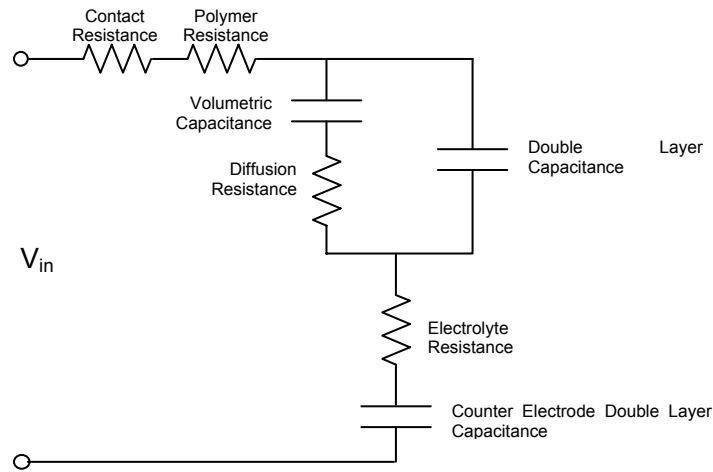 Contact
Resistance
Polymer
Resistance
Volumetric
Capacitance
Double Layer
Capacitance
Diffusion
Resistance
V_in
Electrolyte
Resistance
Counter Electrode Double Layer
Capacitance